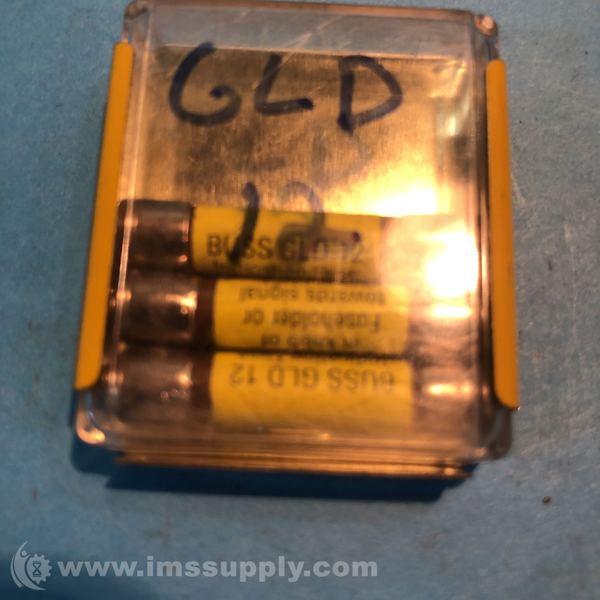 GLD
12
BUSS GLD 12
towards signal
Fuseholder or
BUSS GLD 12
www.imssupply.com